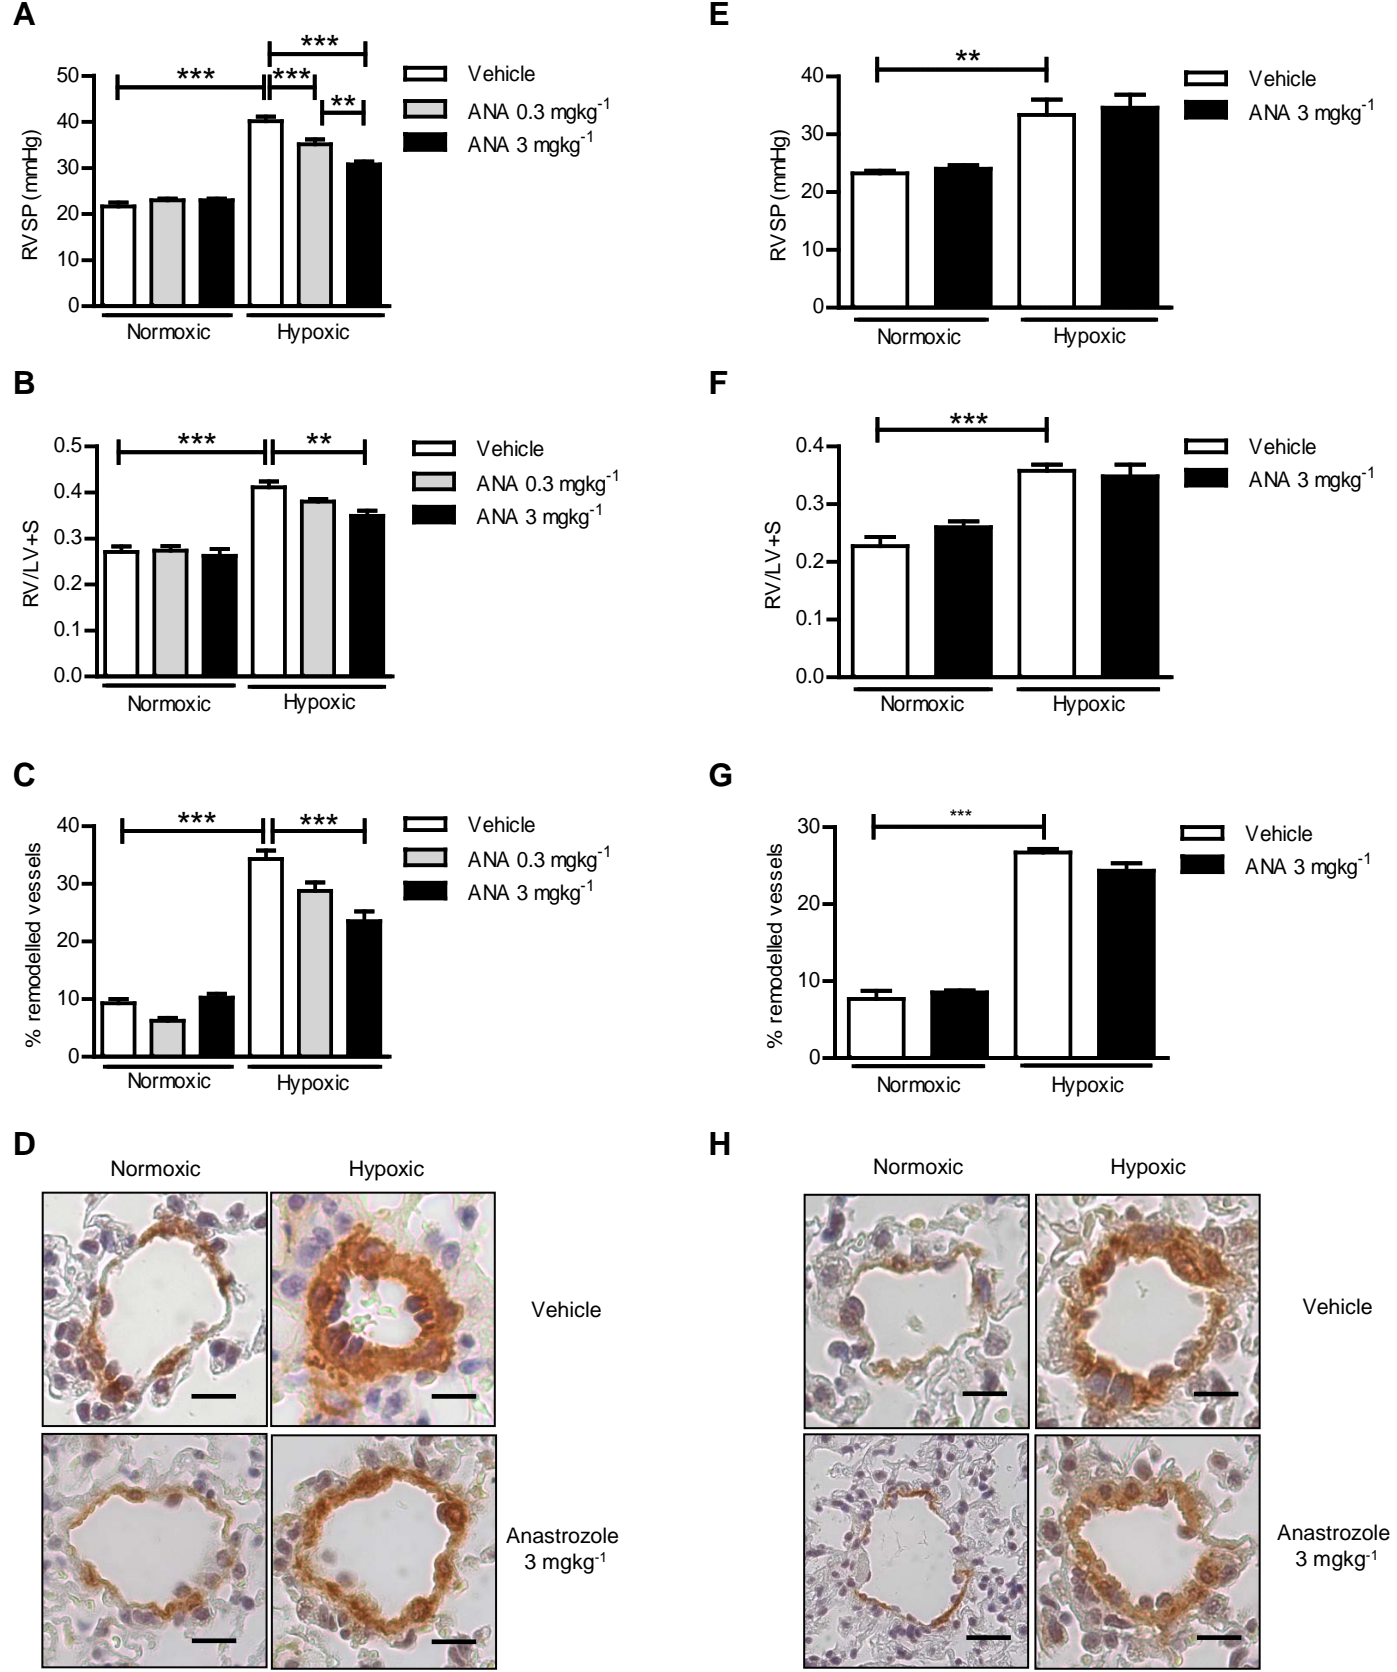 A
***
*** *** **
50
40
30
20
10
0
RVSP (mmHg)
Normoxic Hypoxic
Vehicle
ANA 0.3 mgkg-1
ANA 3 mgkg-1
E
**
40
30
20
10
0
RVSP (mmHg)
Normoxic Hypoxic
Vehicle
ANA 3 mgkg-1
B
*** **
0.5
0.4
0.3
0.2
0.1
0.0
RV/LV+S
Normoxic Hypoxic
Vehicle
ANA 0.3 mgkg-1
ANA 3 mgkg-1
F
***
0.4
0.3
0.2
0.1
0.0
RV/LV+S
Normoxic Hypoxic
Vehicle
ANA 3 mgkg-1
C
*** ***
40
30
20
10
0
% remodelled vessels
Normoxic Hypoxic
Vehicle
ANA 0.3 mgkg-1
ANA 3 mgkg-1
G
***
30
20
10
0
% remodelled vessels
Normoxic Hypoxic
Vehicle
ANA 3 mgkg-1
D
Normoxic Hypoxic
Vehicle
Anastrozole
3 mgkg-1
H
Normoxic Hypoxic
Vehicle
Anastrozole
3 mgkg-1